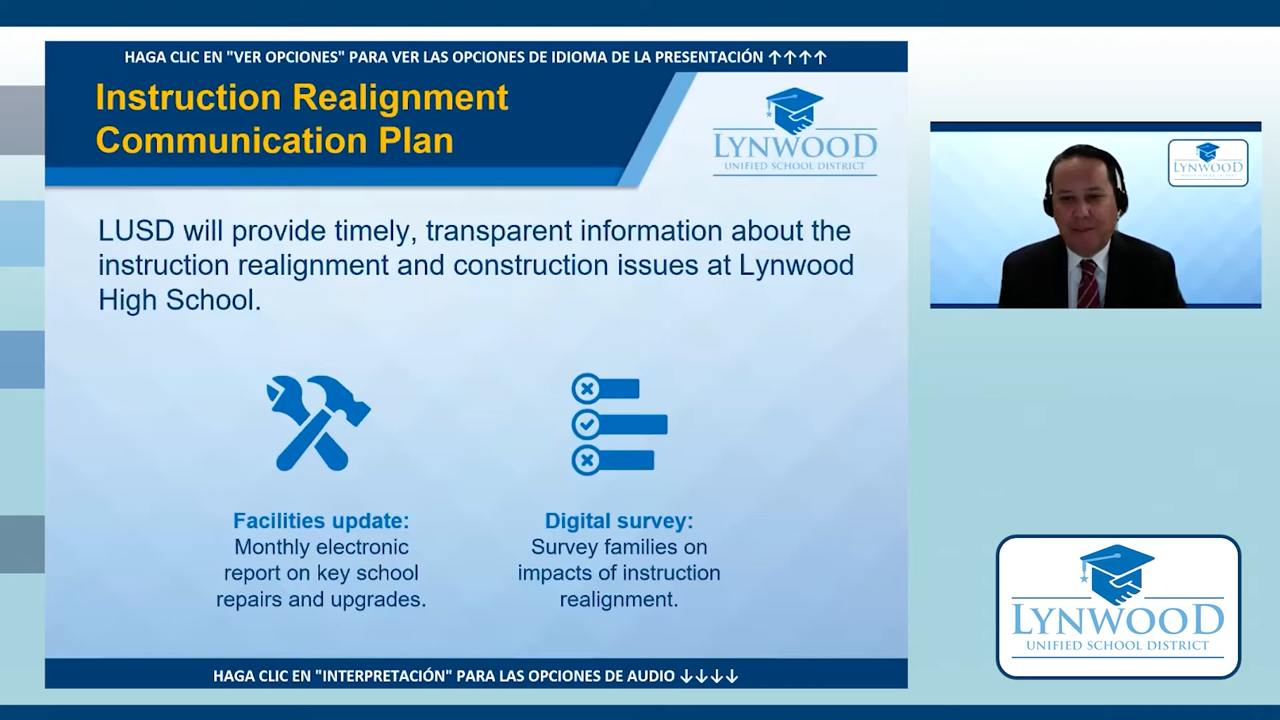 HAGA CLIC EN "VER OPCIONES" PARA VER LAS OPCIONES DE IDIOMA DE LA PRESENTACIÓN ↑↑↑↑
Instruction Realignment
Communication Plan
LYNWOOD
UNIFIED SCHOOL DISTRICT
LUSD will provide timely, transparent information about the
instruction realignment and construction issues at Lynwood
High School.
Facilities update:
Monthly electronic
report on key school
repairs and upgrades.
Digital survey:
Survey families on
impacts of instruction
realignment.
HAGA CLIC EN "INTERPRETACIÓN" PARA LAS OPCIONES DE AUDIO ↓↓↓↓
LYNWOOD
LYNWOOD
UNIFIED SCHOOL DISTRICT